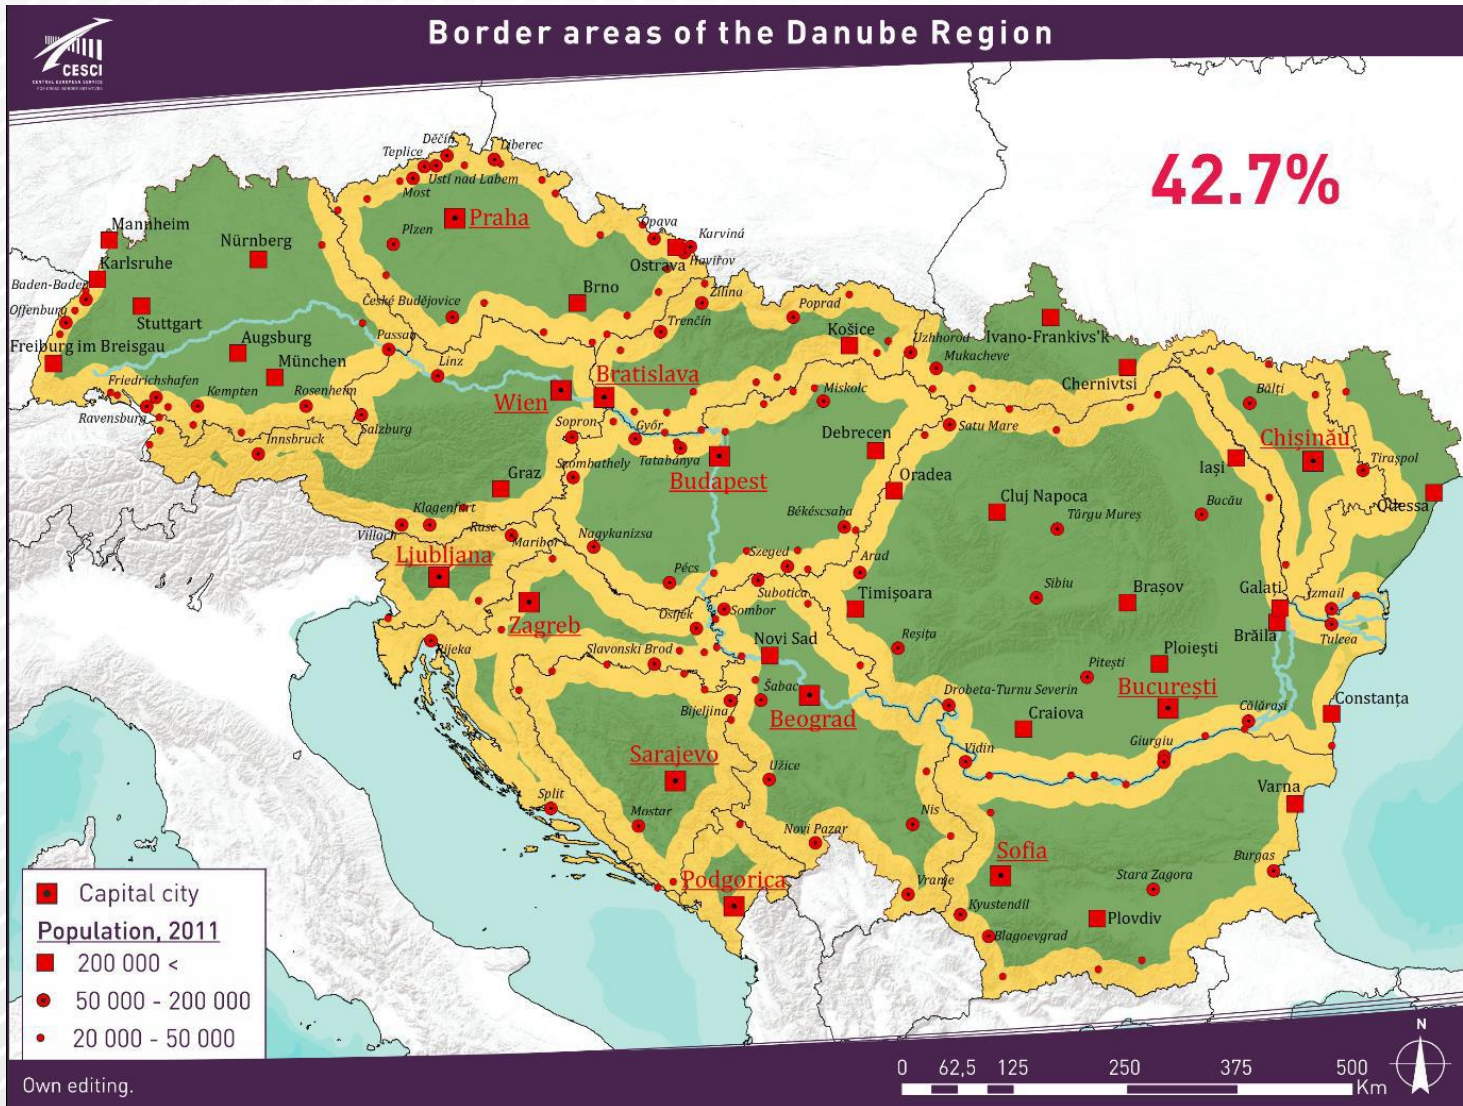 Border areas of the Danube Region
CESCI
CENTRAL EUROPEAN SERVICE
42.7%
Děčín
Liberec
Teplice
Ústí nad Labem
Most
Praha
Mannheim
Opava
Karviná
Nürnberg
Plzen
Ostrava
Havířov
Karlsruhe
Baden-Baden
Brno
Žilina
Offenburg
České Budějovice
Poprad
Stuttgart
Trenčín
Košice
Ivano-Frankivs'k
Augsburg
Passau
Uzhhorod
Freiburg im Breisgau
München
Linz
Mukacheve
Bratislava
Chernivtsi
Friedrichshafen
Kempten
Rosenheim
Wien
Miskolc
Bălți
Ravensburg
Salzburg
Sopron
Győr
Debrecen
Satu Mare
Chișinău
Innsbruck
Szombathely
Tatabánya
Budapest
Oradea
Iași
Tiraspol
Graz
Cluj Napoca
Bacău
Odessa
Klagenfurt
Békéscsaba
Târgu Mureș
Villach
Ruse
Maribor
Nagykanizsa
Ljubljana
Szeged
Arad
Pécs
Subotica
Sibiu
Brașov
Galați
Izmail
Zagreb
Osijek
Sombor
Timișoara
Brăila
Tulcea
Rijeka
Slavonski Brod
Novi Sad
Reșița
Ploiești
Pitești
Šabac
Drobeta-Turnu Severin
București
Bijeljina
Beograd
Craiova
Călărași
Constanța
Sarajevo
Užice
Vidin
Giurgiu
Split
Varna
Mostar
Novi Pazar
Nis
Sofia
Burgas
Podgorica
Vranje
Stara Zagora
Kyustendil
Plovdiv
Blagoevgrad
Capital city
Population, 2011
200 000 <
50 000 - 200 000
20 000 - 50 000
Own editing.
0 62,5 125 250 375 500
Km
N